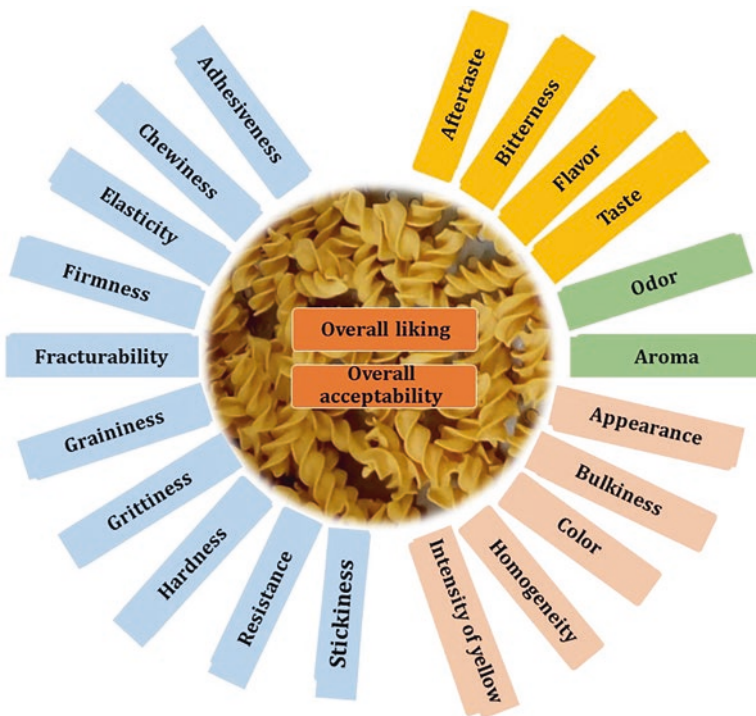 Adhesiveness
Chewiness
Elasticity
Firmness
Fracturability
Graininess
Grittiness
Hardness
Resistance
Stickiness
Aftertaste
Bitterness
Flavor
Taste
Odor
Aroma
Appearance
Bulkiness
Color
Homogeneity
Intensity of yellow
Overall liking
Overall
acceptability